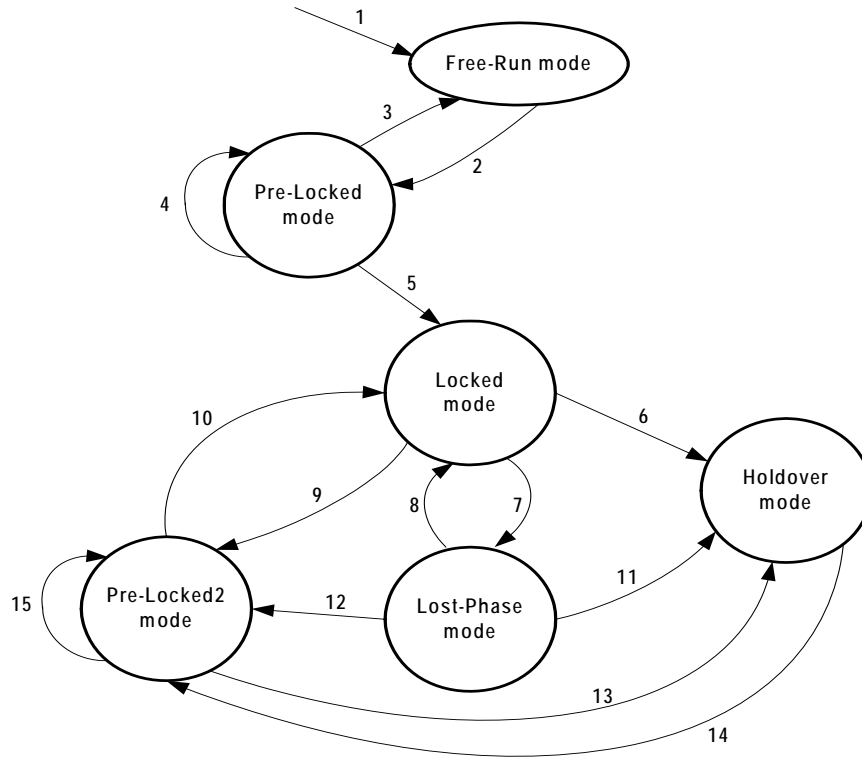 1
Free-Run mode
3
2
Pre-Locked
mode
4
5
Locked
mode
10
6
Holdover
mode
9
8
7
11
Pre-Locked2
mode
15
12
Lost-Phase
mode
13
14